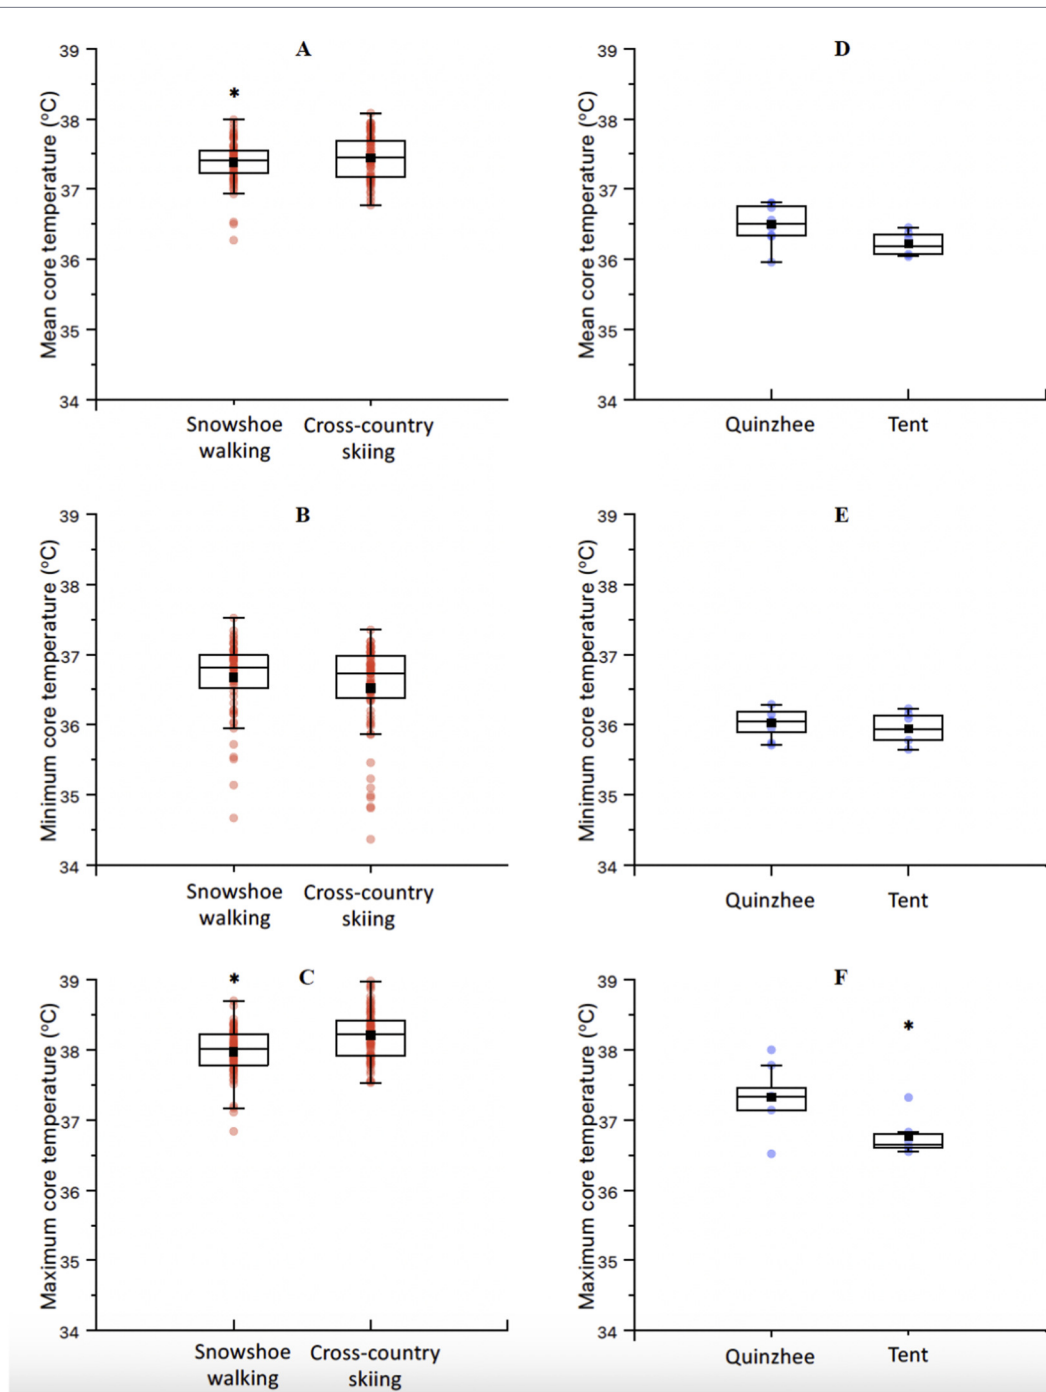 A
Mean core temperature (°C)
39
38
37
36
35
34
*
Snowshoe walking
Cross-country skiing
D
Mean core temperature (°C)
39
38
37
36
35
34
Quinzhee
Tent
B
Minimum core temperature (°C)
39
38
37
36
35
34
Snowshoe walking
Cross-country skiing
E
Minimum core temperature (°C)
39
38
37
36
35
34
Quinzhee
Tent
C
Maximum core temperature (°C)
39
38
37
36
35
34
*
Snowshoe walking
Cross-country skiing
F
Maximum core temperature (°C)
39
38
37
36
35
34
*
Quinzhee
Tent